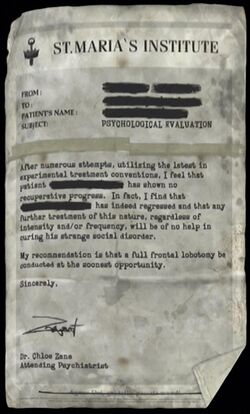 ST.MARIA`S INSTITUTE
FROM:
TO:
PATIENT'S NAME:
SUBJECT: PSYCHOLOGICAL EVALUATION
After numerous attempts, utilizing the latest in
experimental treatment conventions, I feel that
patient has shown no
recuperative progress. In fact, I find that
has indeed regressed and that any
further treatment of this nature, regardless of
intensity and/or frequency, will be of no help in
curing his strange social disorder.
My recommendation is that a full frontal lobotomy be
conducted at the soonest opportunity.
Sincerely,
Dr. Chloe Zane
Attending Psychiatrist